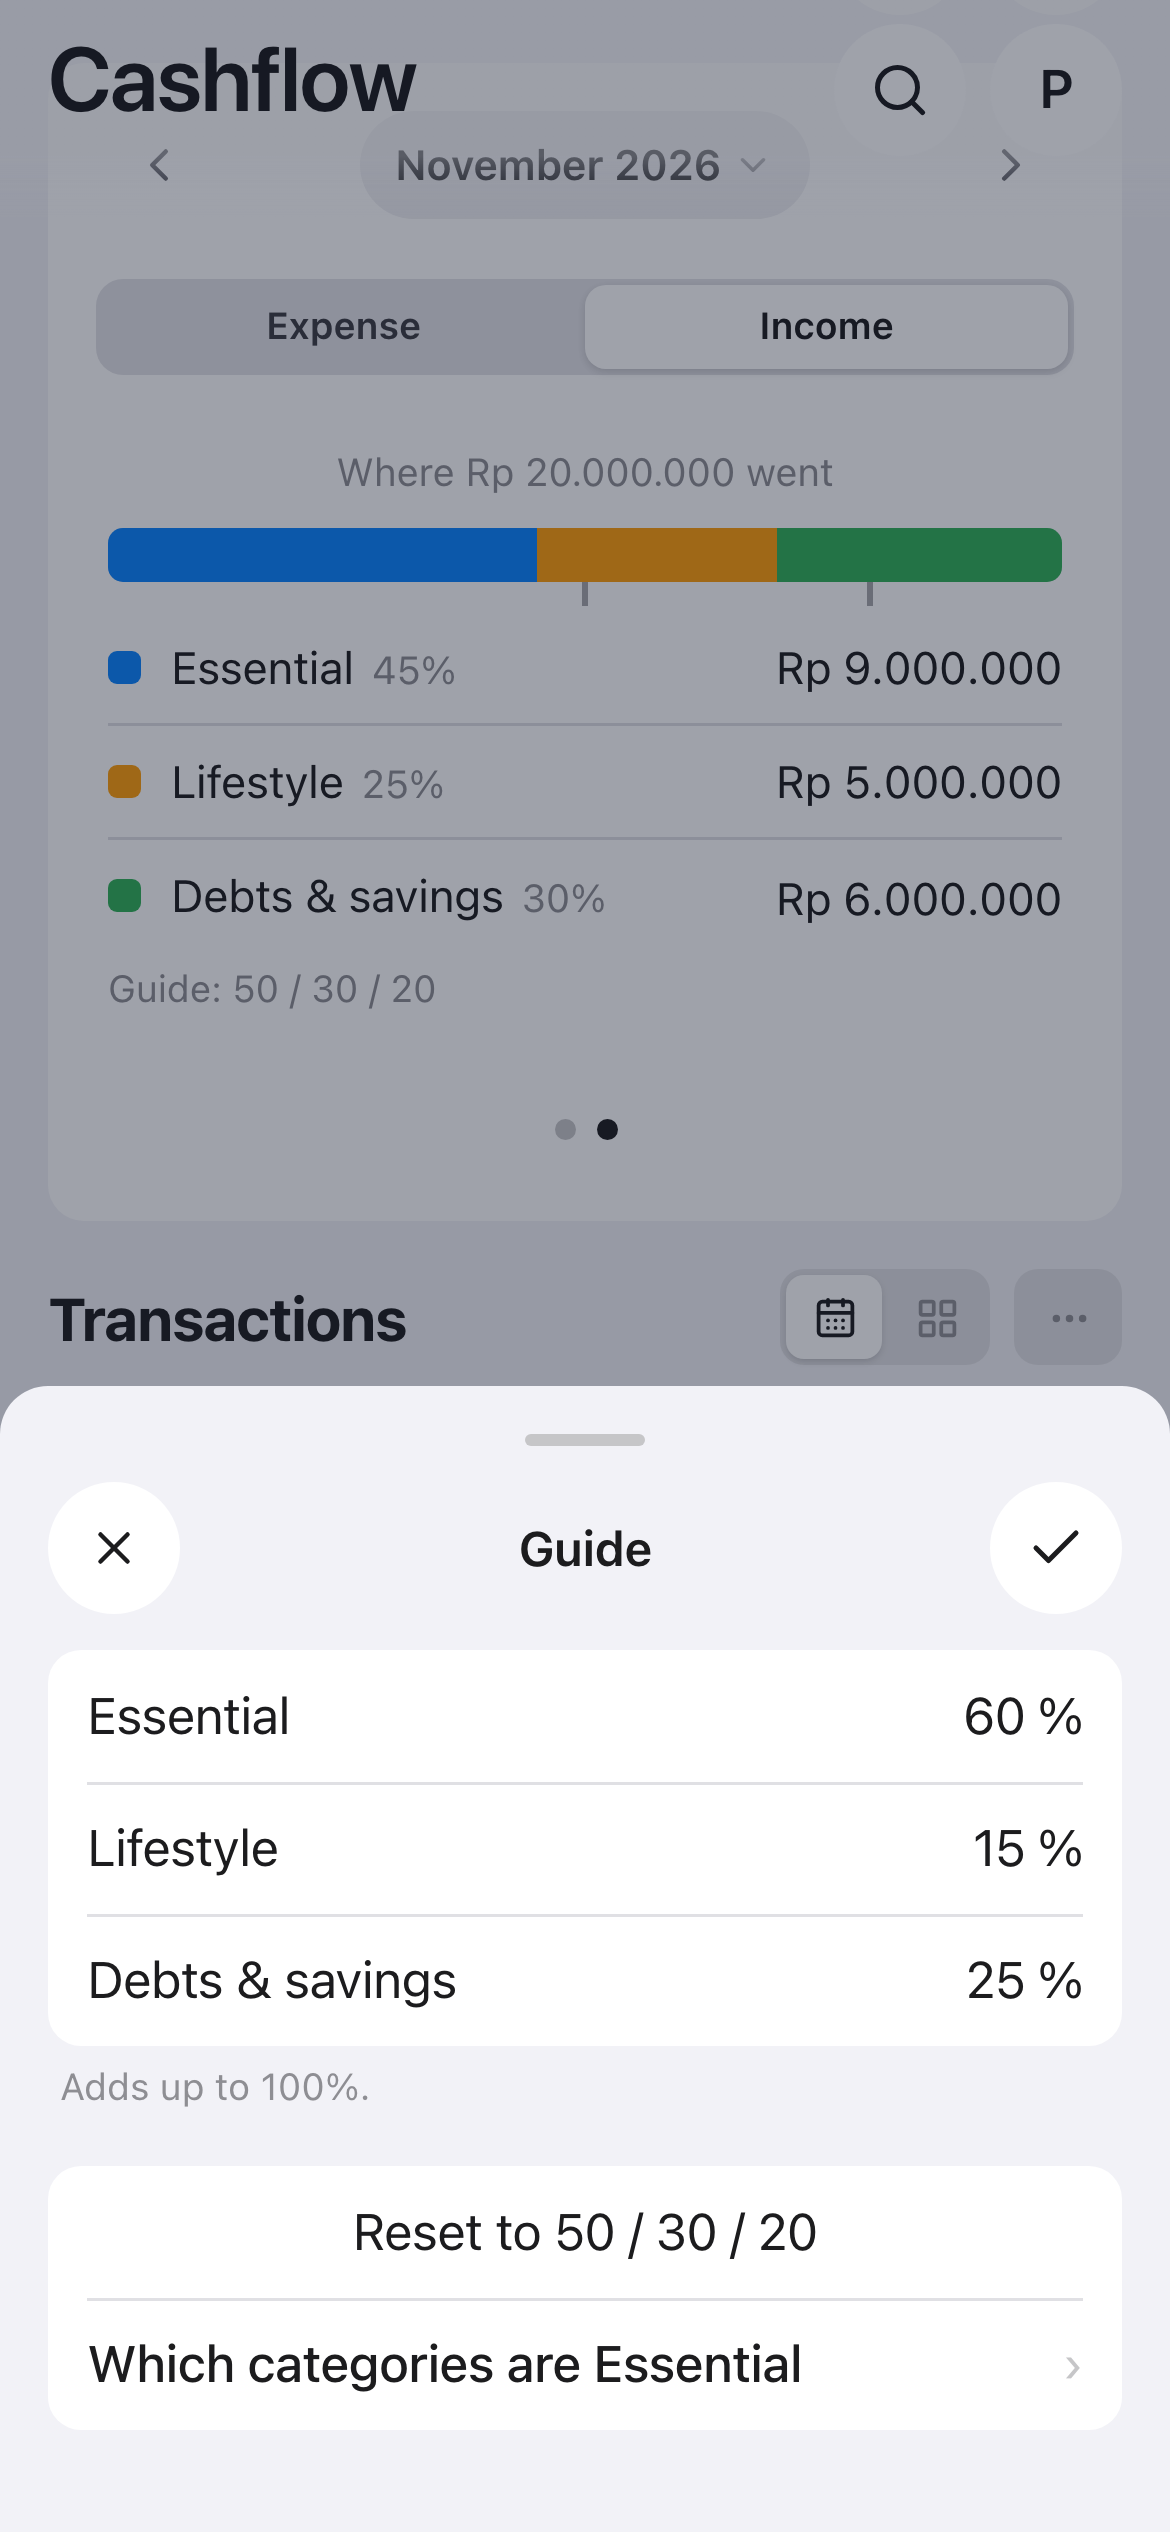 Cashflow
P
November 2026
Expense
Income
Where Rp 20.000.000 went
Essential 45% Rp 9.000.000
Lifestyle 25% Rp 5.000.000
Debts & savings 30% Rp 6.000.000
Guide: 50 / 30 / 20
Transactions
Guide
Essential 60 %
Lifestyle 15 %
Debts & savings 25 %
Adds up to 100%.
Reset to 50 / 30 / 20
Which categories are Essential